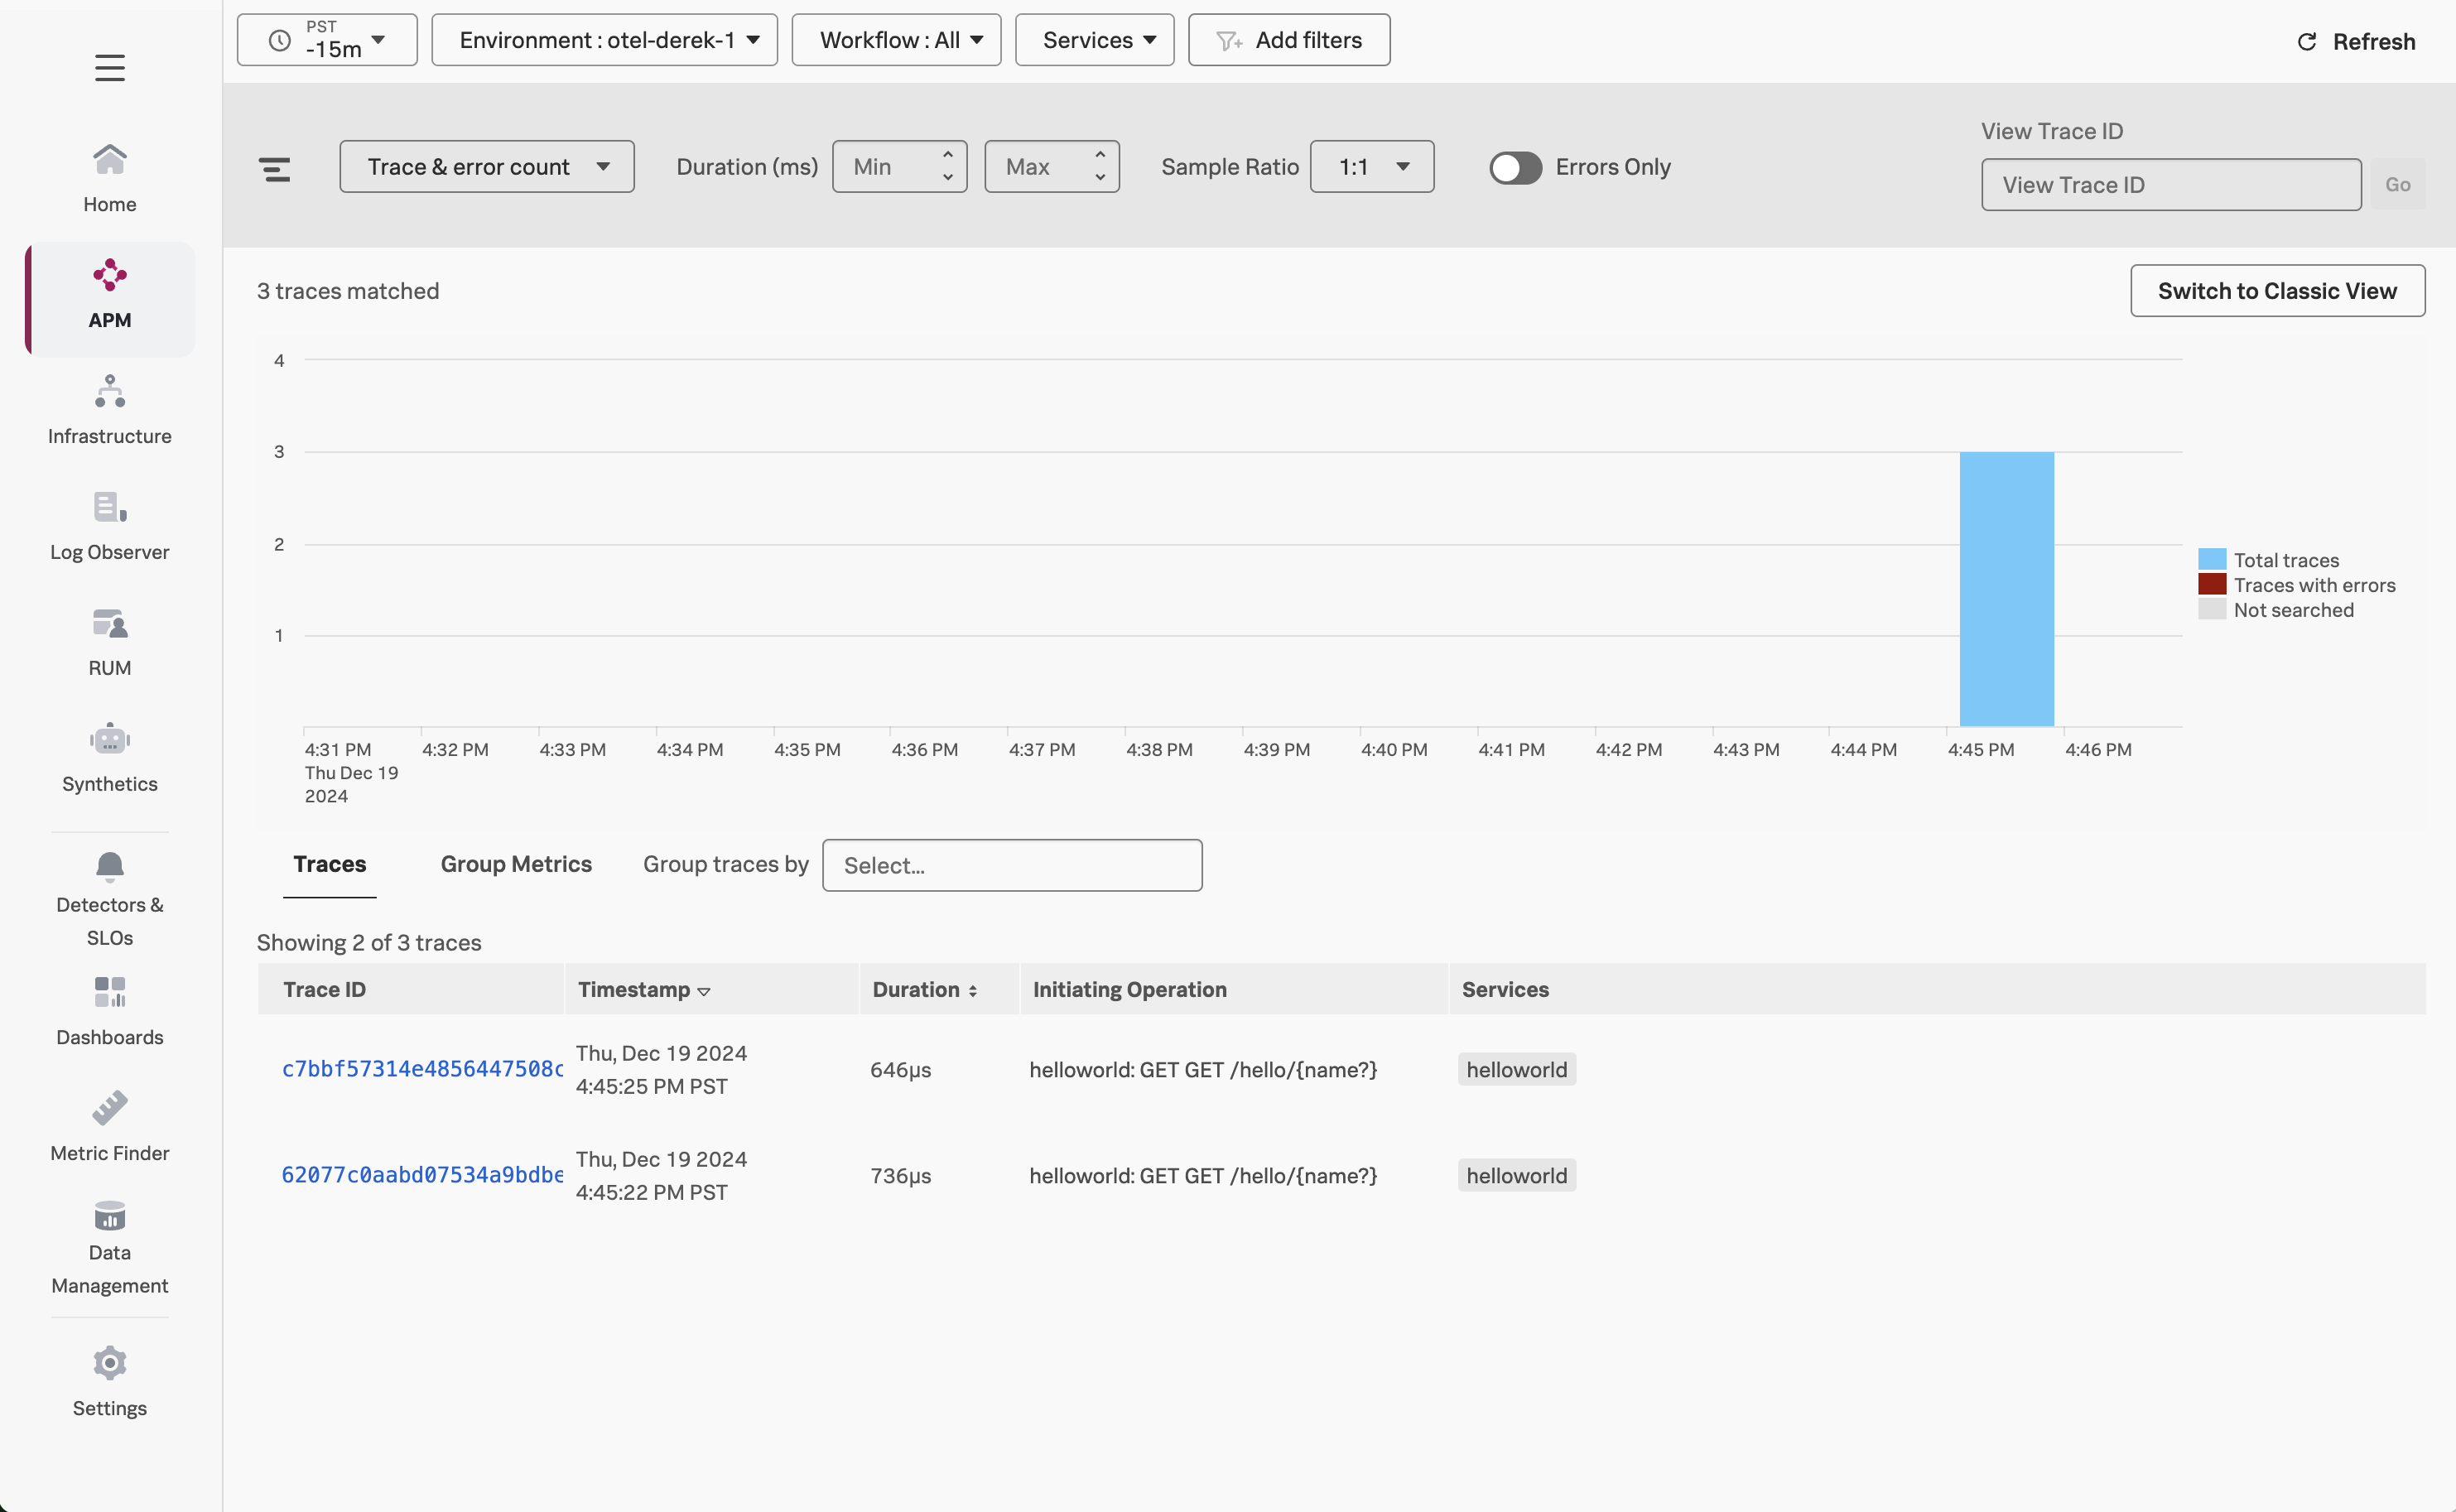 PST
-15m
Environment : otel-derek-1
Workflow : All
Services
Add filters
Refresh
Home
APM
Infrastructure
Log Observer
RUM
Synthetics
Detectors &
SLOs
Dashboards
Metric Finder
Data
Management
Settings
Trace & error count
Duration (ms)
Min
Max
Sample Ratio
1:1
Errors Only
View Trace ID
View Trace ID
Go
3 traces matched
Switch to Classic View
4
3
2
1
Total traces
Traces with errors
Not searched
4:31 PM 4:32 PM 4:33 PM 4:34 PM 4:35 PM 4:36 PM 4:37 PM 4:38 PM 4:39 PM 4:40 PM 4:41 PM 4:42 PM 4:43 PM 4:44 PM 4:45 PM 4:46 PM
Thu Dec 19
2024
Traces
Group Metrics
Group traces by
Select...
Showing 2 of 3 traces
Trace ID Timestamp Duration Initiating Operation Services
c7bbf57314e4856447508c
Thu, Dec 19 2024
4:45:25 PM PST
646µs
helloworld: GET GET /hello/{name?}
helloworld
62077c0aabd07534a9bdbe
Thu, Dec 19 2024
4:45:22 PM PST
736µs
helloworld: GET GET /hello/{name?}
helloworld